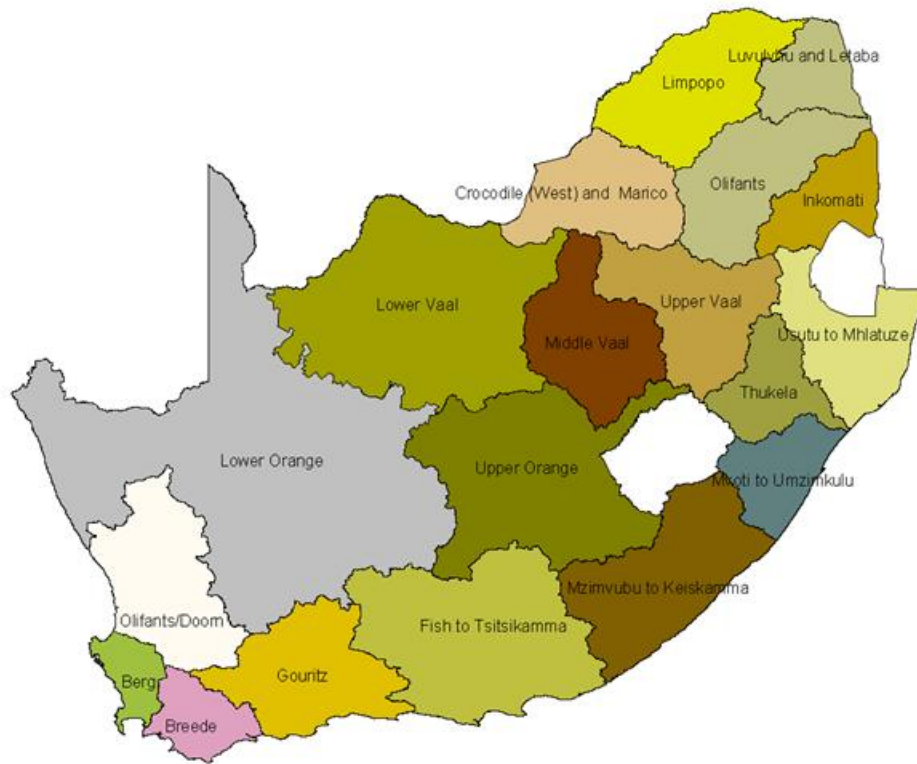 Luvulvhu and Letaba
Limpopo
Olifants
Crocodile (West) and Marico
Inkomati
Lower Vaal
Upper Vaal
Usutu to Mhlatuze
Middle Vaal
Thukela
Lower Orange
Upper Orange
Mvoti to Umzimkulu
Mzimvubu to Keiskamma
Olifants/Doorn
Fish to Tsitsikamma
Gouritz
Berg
Breede